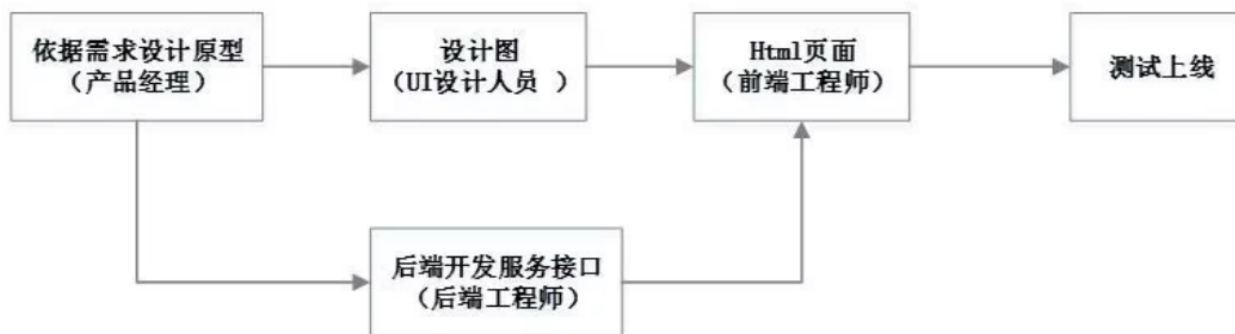 依据需求设计原型
（产品经理）
设计图
（UI设计人员 ）
Html页面
（前端工程师）
测试上线
后端开发服务接口
（后端工程师）